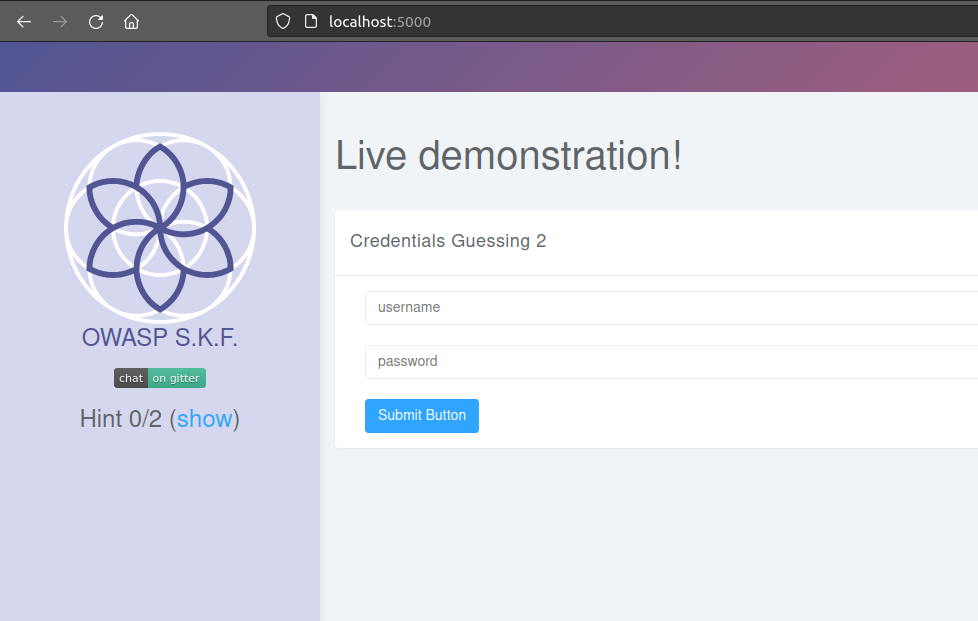 localhost:5000
OWASP S.K.F.
chat on gitter
Hint 0/2 (show)
Live demonstration!
Credentials Guessing 2
username
password
Submit Button